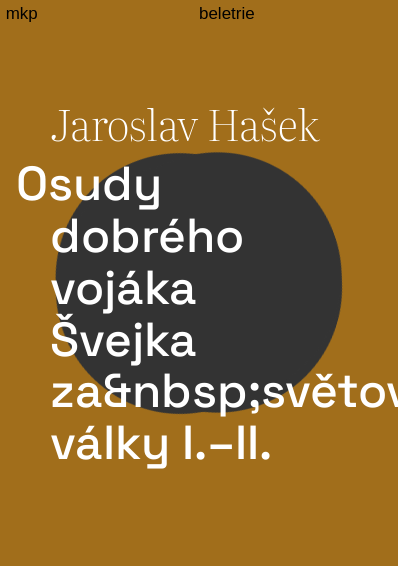 mkp beletrie
Jaroslav Hašek
Osudy
dobrého
vojáka
Švejka
za&nbsp;světov
války I.–II.